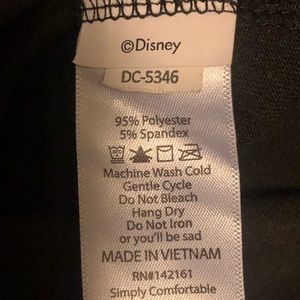 ©Disney
DC-5346
95% Polyester
5% Spandex
Machine Wash Cold
Gentle Cycle
Do Not Bleach
Hang Dry
Do Not Iron
or you'll be sad
MADE IN VIETNAM
RN#142161
Simply Comfortable